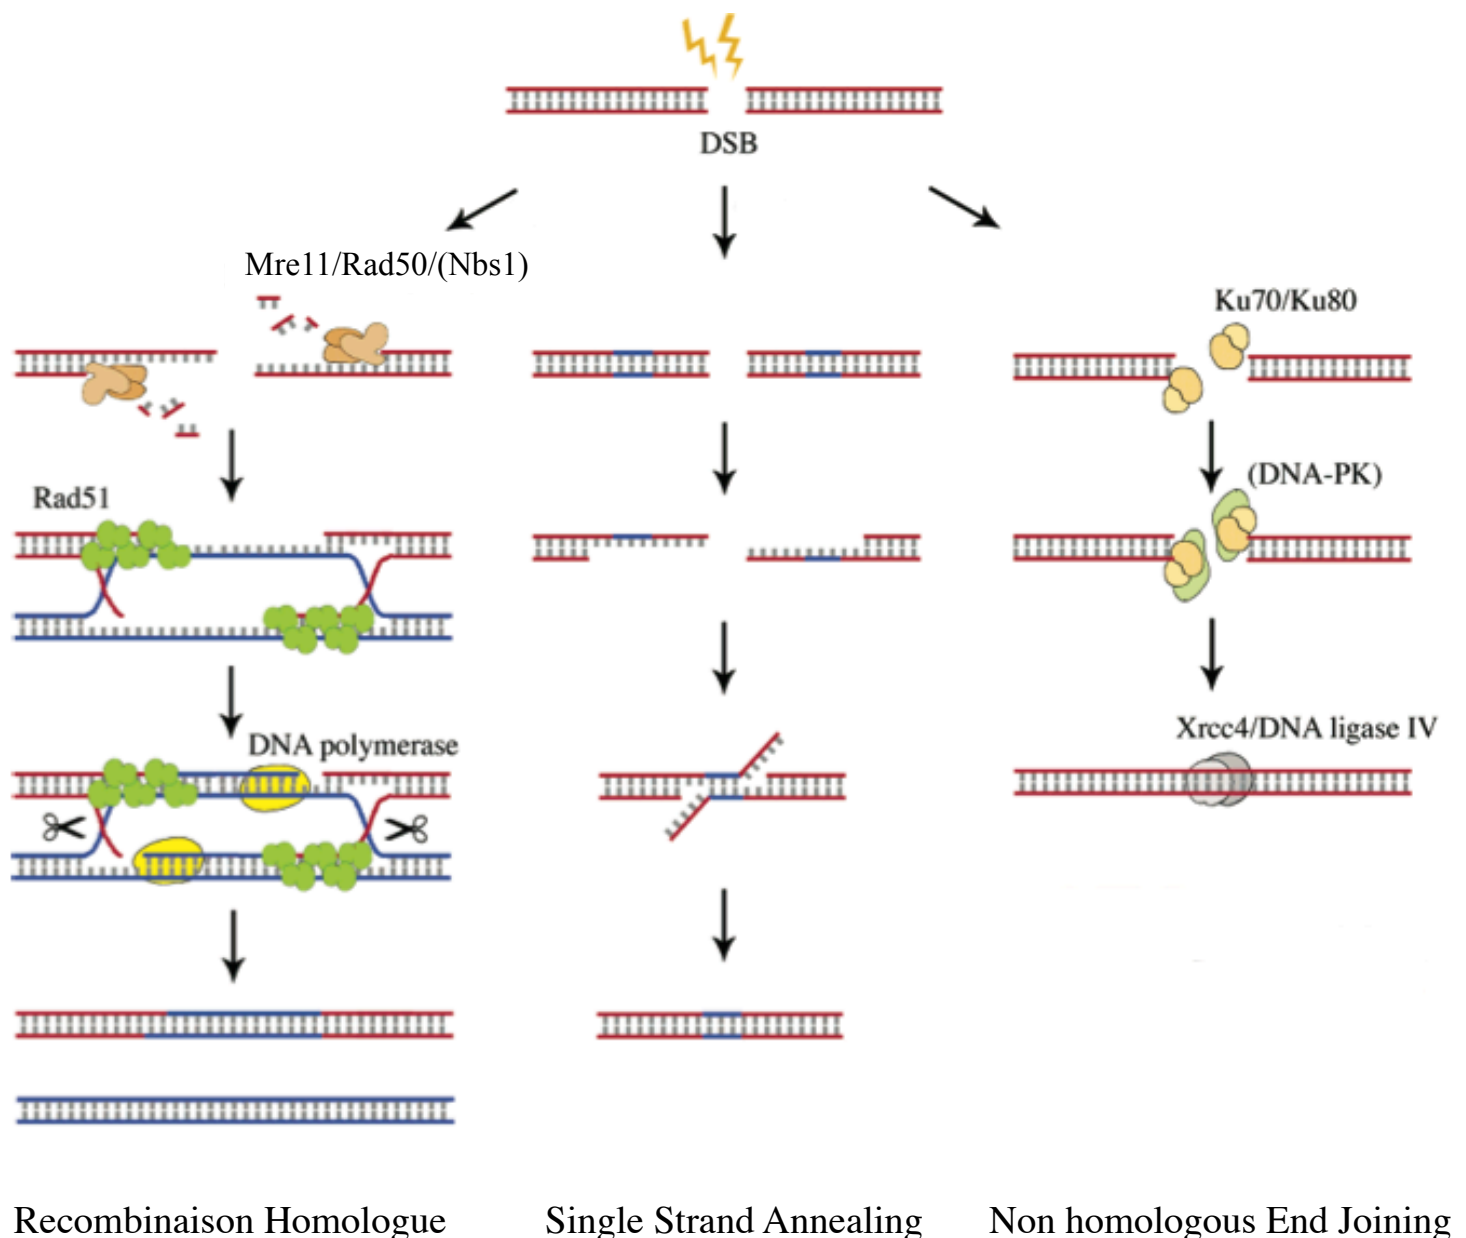 DSB
Mre11/Rad50/(Nbs1)
Ku70/Ku80
Rad51
(DNA-PK)
DNA polymerase
Xrcc4/DNA ligase IV
Recombinaison Homologue
Single Strand Annealing
Non homologous End Joining